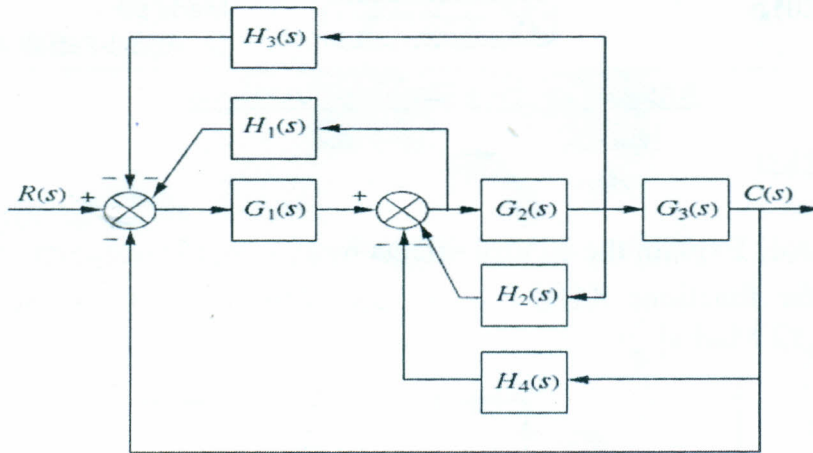 H3(s)
H1(s)
R(s) + − − − G1(s) + − − G2(s) G3(s) C(s)
H2(s)
H4(s)